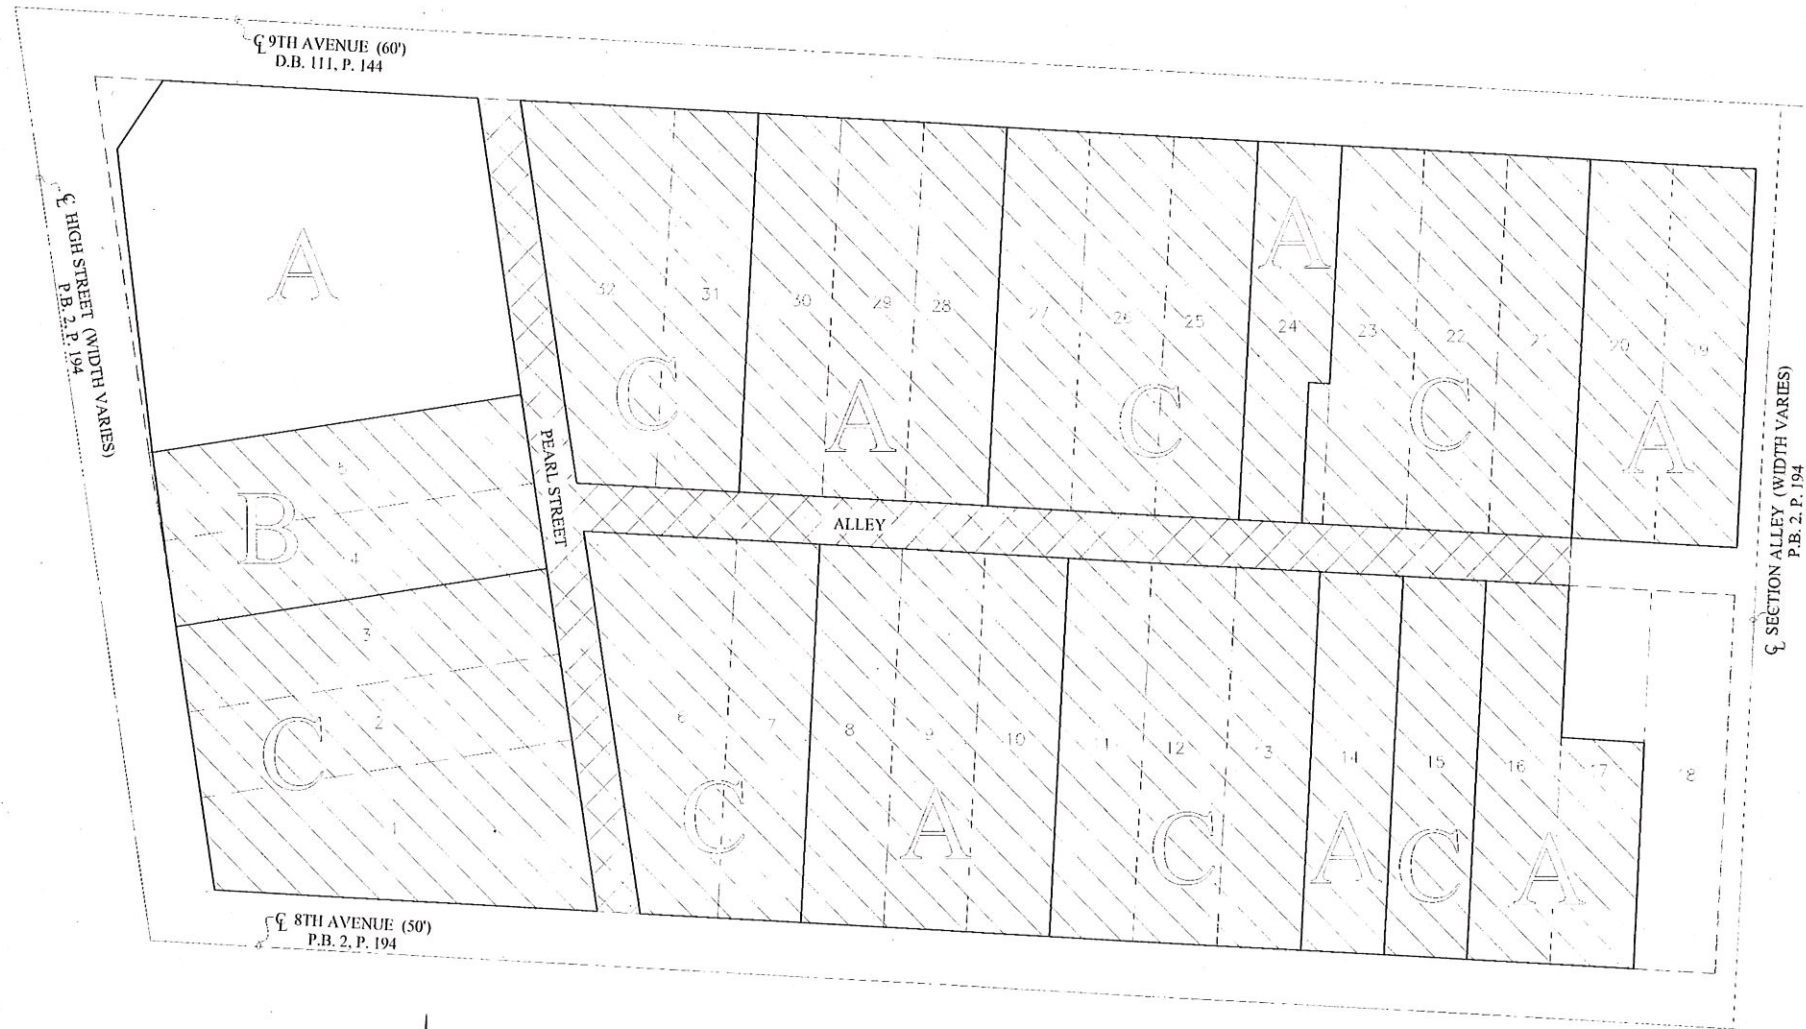 ℄ 9TH AVENUE (60')
D.B. 111, P. 144
℄ HIGH STREET (WIDTH VARIES)
P.B. 2, P. 194
A
B
5
4
C
3
2
1
PEARL STREET
32
31
C
30
29
28
A
27
26
25
C
A
24
23
22
21
C
20
19
A
ALLEY
6
7
C
8
9
10
A
11
12
13
C
14
A
15
C
16
17
A
18
℄ SECTION ALLEY (WIDTH VARIES)
P.B. 2, P. 194
℄ 8TH AVENUE (50')
P.B. 2, P. 194